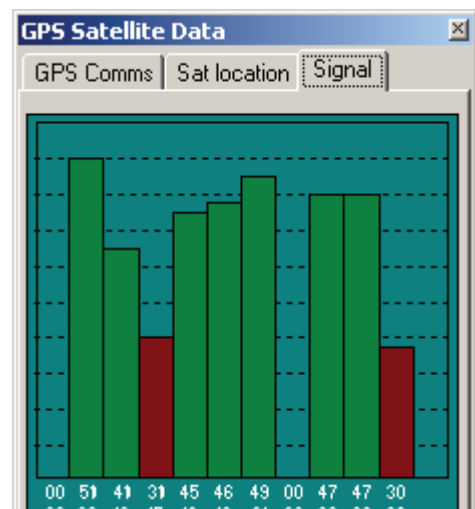 GPS Satellite Data
GPS Comms Sat location Signal
00 51 41 31 45 46 49 00 47 47 30